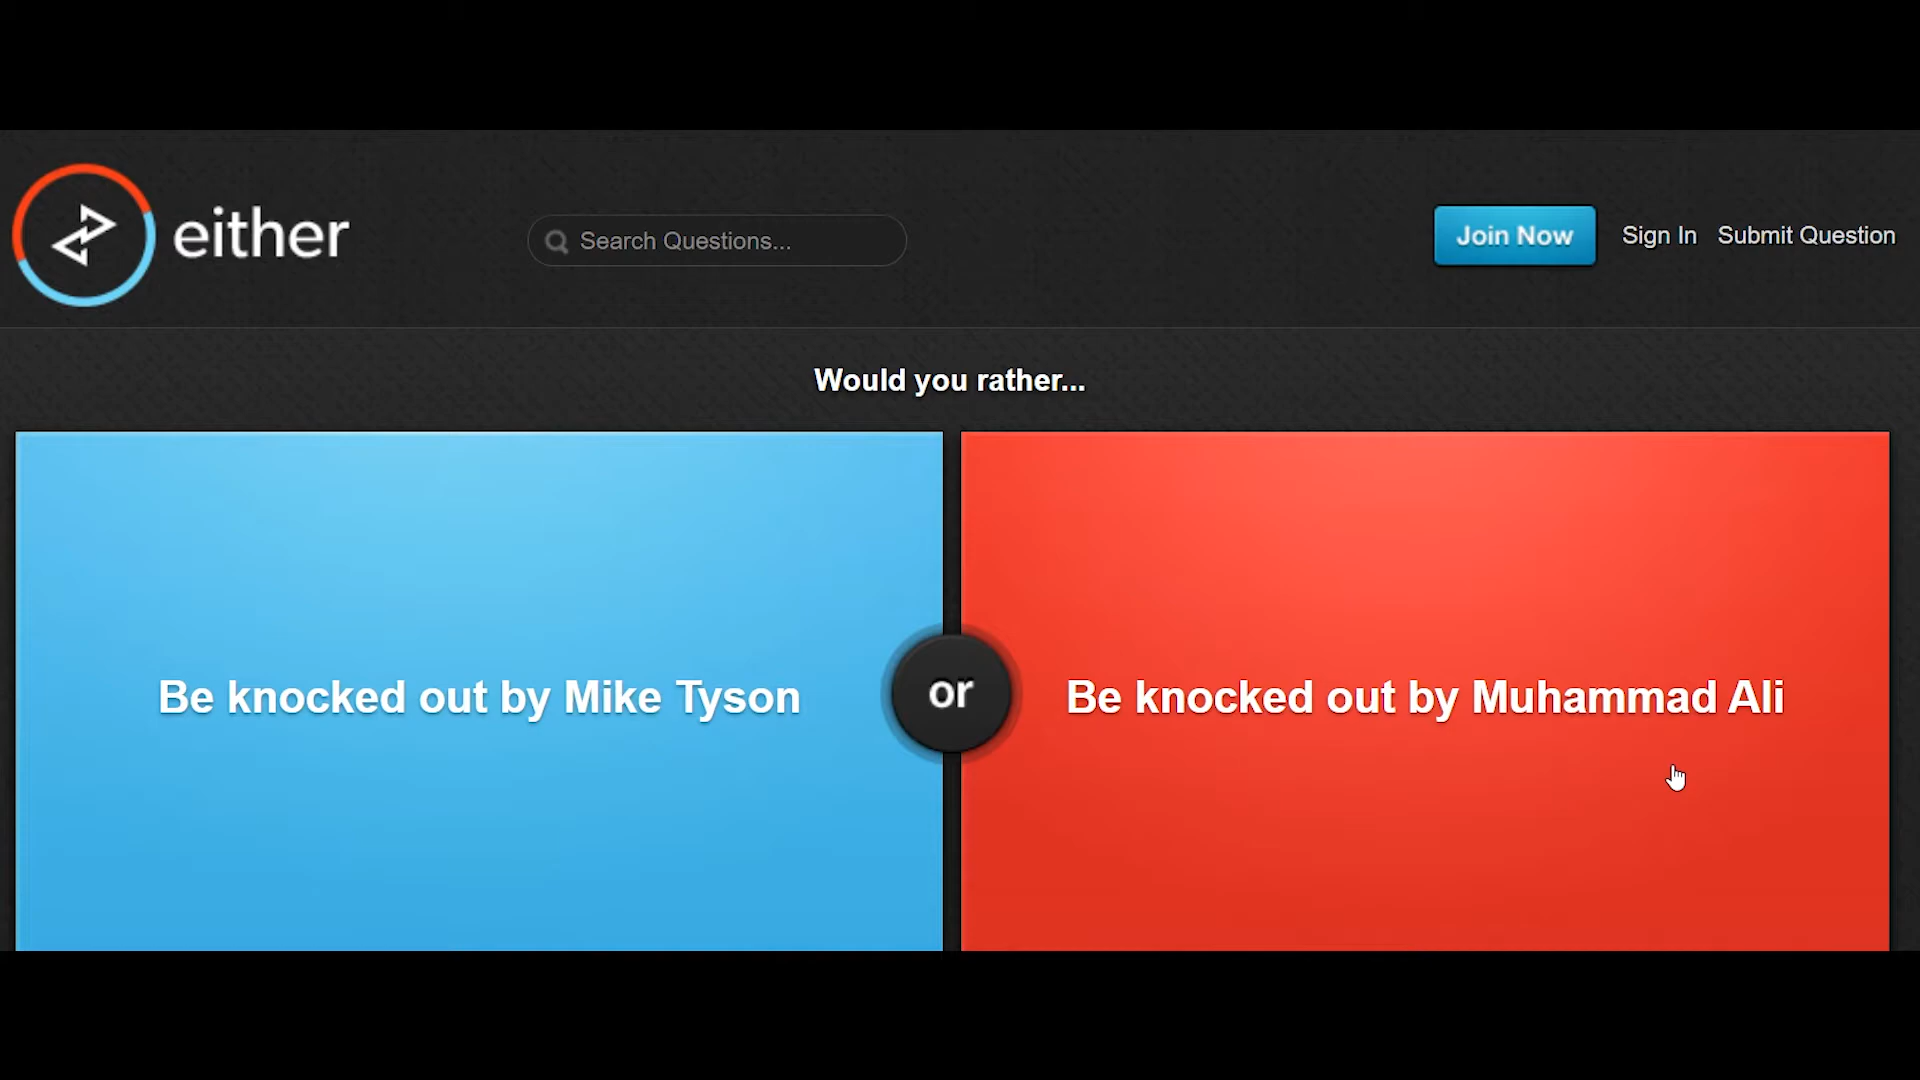 either
Search Questions...
Join Now
Sign In
Submit Question
Would you rather...
Be knocked out by Mike Tyson
or
Be knocked out by Muhammad Ali